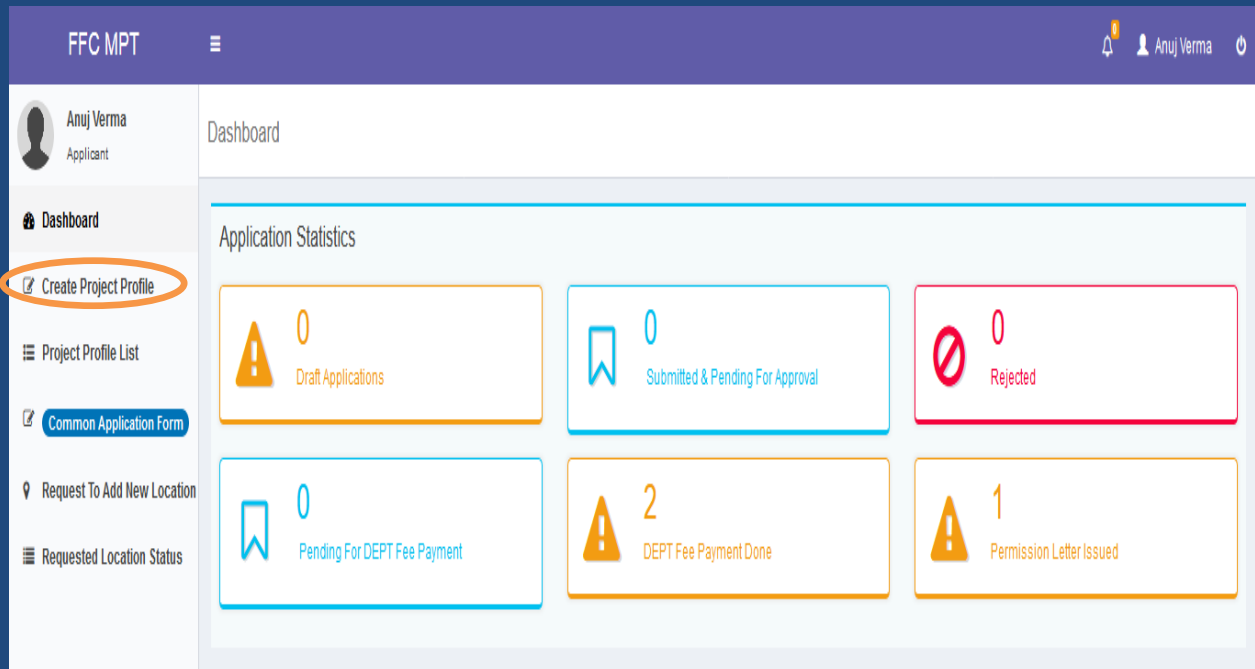 FFC MPT
0
Anuj Verma
Anuj Verma
Applicant
Dashboard
Dashboard
Create Project Profile
Project Profile List
Common Application Form
Request To Add New Location
Requested Location Status
Application Statistics
0
Draft Applications
0
Submitted & Pending For Approval
0
Rejected
0
Pending For DEPT Fee Payment
2
DEPT Fee Payment Done
1
Permission Letter Issued